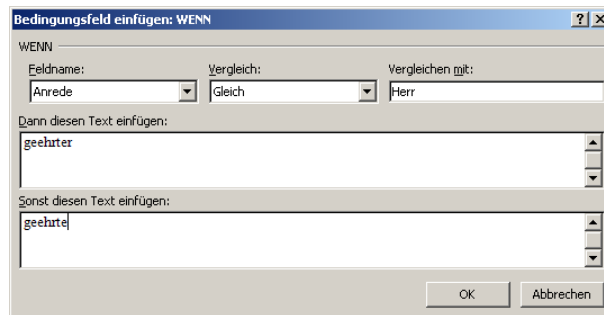 Bedingungsfeld einfügen: WENN
WENN
Feldname: Vergleich: Vergleichen mit:
Anrede Gleich Herr
Dann diesen Text einfügen:
geehrter
Sonst diesen Text einfügen:
geehrte
OK Abbrechen